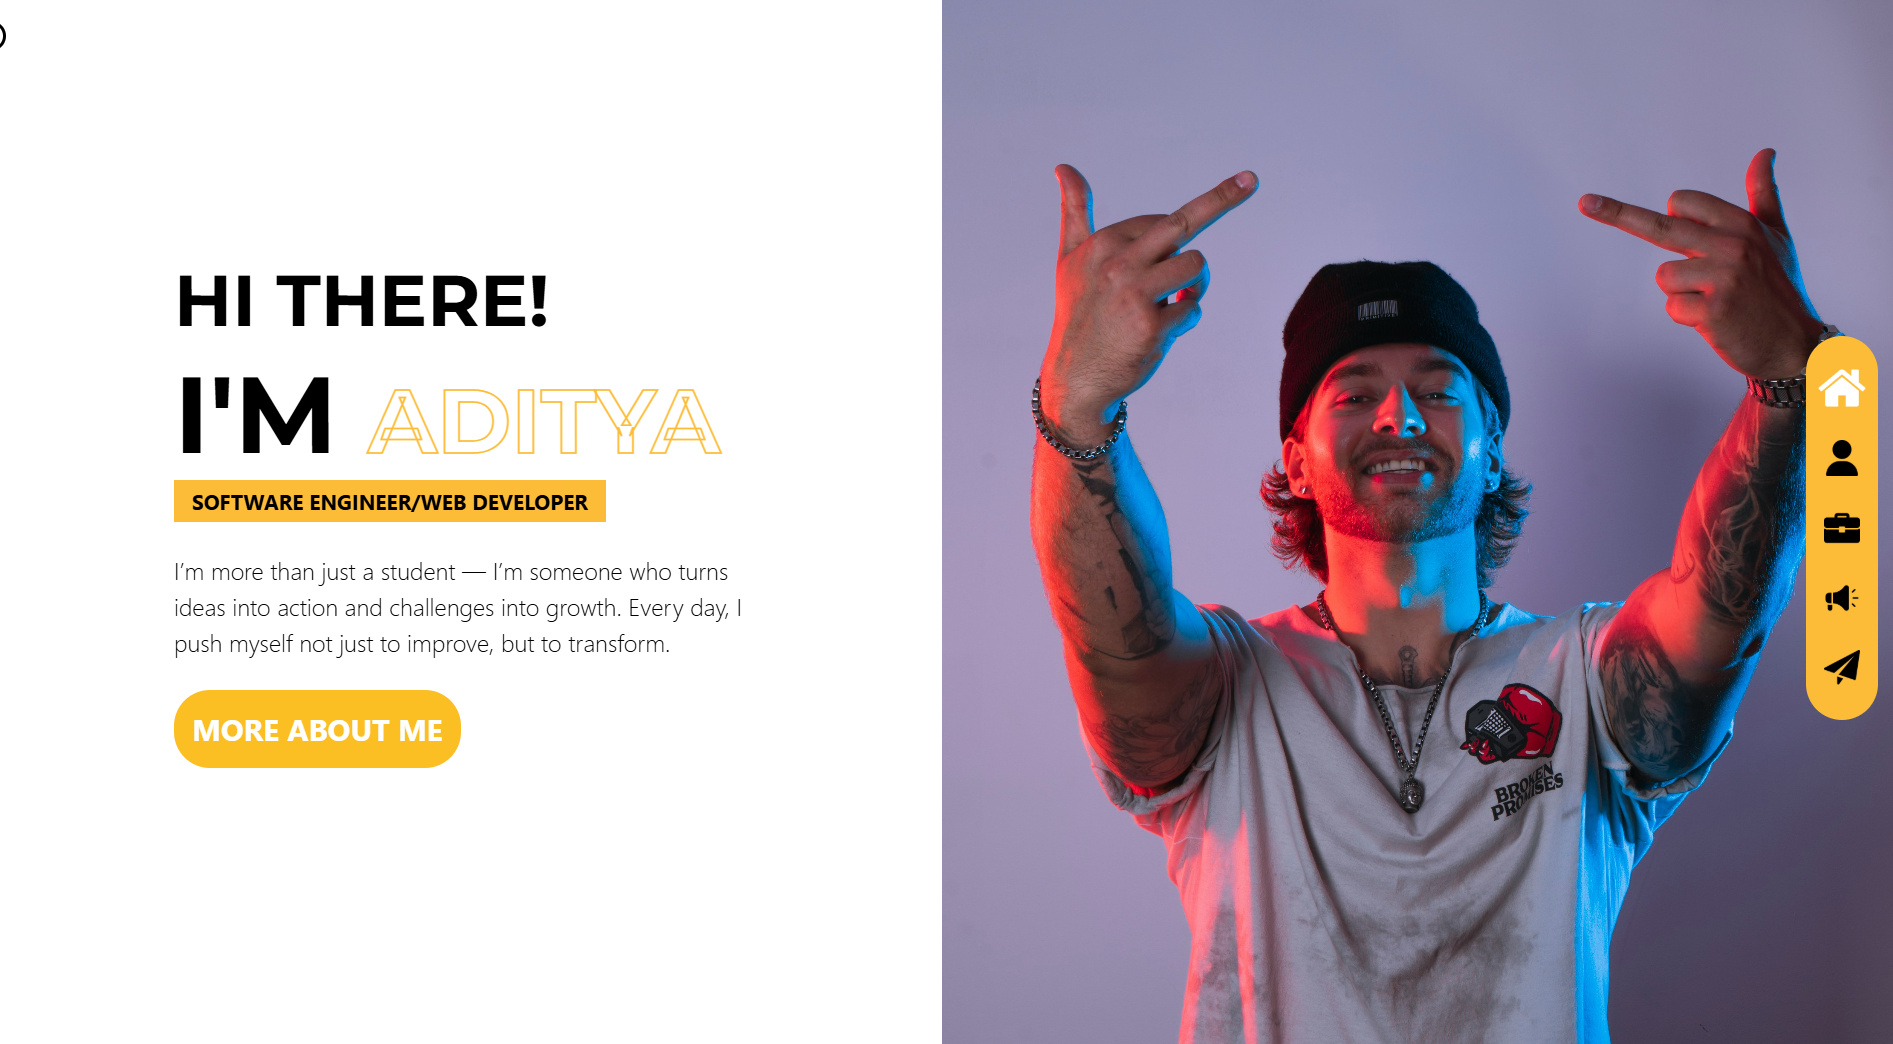 HI THERE!
I'M ADITYA
SOFTWARE ENGINEER/WEB DEVELOPER
I’m more than just a student — I’m someone who turns
ideas into action and challenges into growth. Every day, I
push myself not just to improve, but to transform.
MORE ABOUT ME
BROKEN
PROMISES